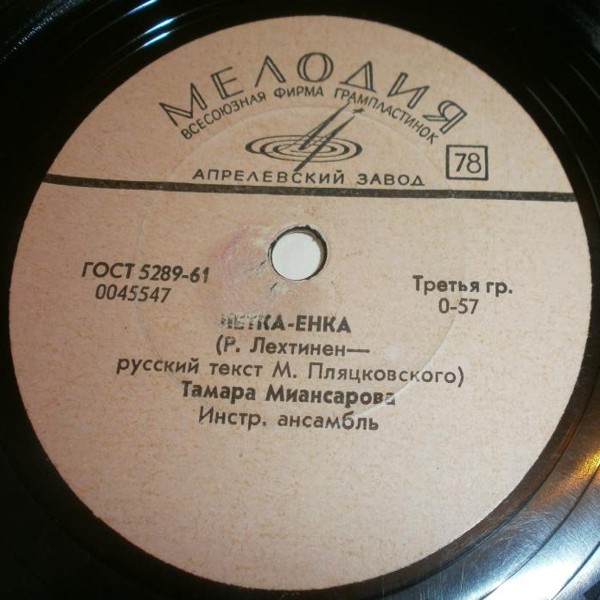 МЕЛОДИЯ
ВСЕСОЮЗНАЯ ФИРМА ГРАМПЛАСТИНОК
78
АПРЕЛЕВСКИЙ ЗАВОД
ГОСТ 5289-61
0045547
Третья гр.
0-57
ЛЕТКА-ЕНКА
(Р. Лехтинен—
русский текст М. Пляцковского)
Тамара Миансарова
Инстр. ансамбль